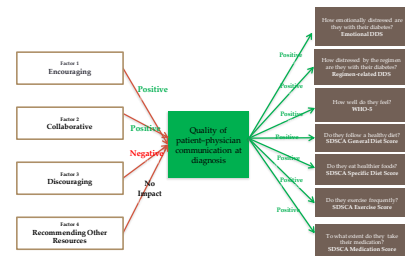 Factor 1
Encouraging
Factor 2
Collaborative
Factor 3
Discouraging
Factor 4
Recommending Other
Resources
Positive
Positive
Negative
No
Impact
Quality of
patient-physician
communication at
diagnosis
Positive
Positive
Positive
Positive
Positive
Positive
Positive
How emotionally distressed are
they with their diabetes?
Emotional DDS
How distressed by the regimen
are they with their diabetes?
Regimen-related DDS
How well do they feel?
WHO-5
Do they follow a healthy diet?
SDSCA General Diet Score
Do they eat healthier foods?
SDSCA Specific Diet Score
Do they exercise frequently?
SDSCA Exercise Score
To what extent do they take
their medication?
SDSCA Medication Score